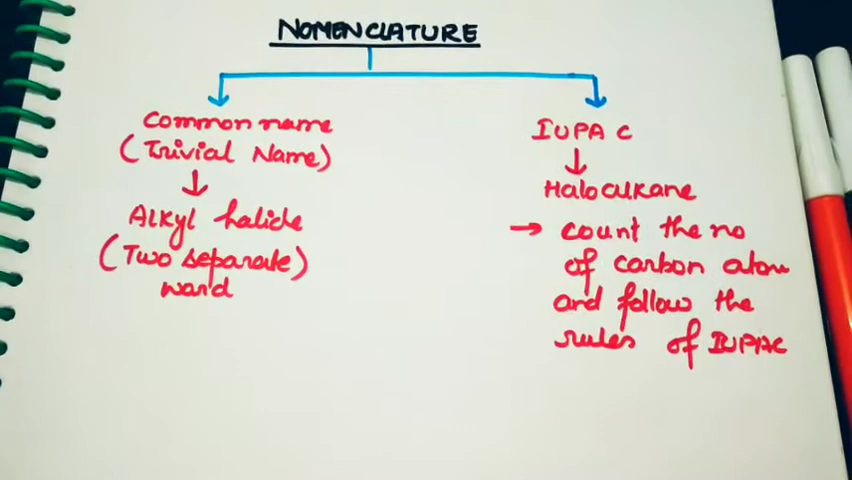 NOMENCLATURE
Common name
(Trivial Name)
Alkyl halide
(Two separate)
word
IUPAC
Haloalkane
→ count the no
of carbon atom
and follow the
rules of IUPAC